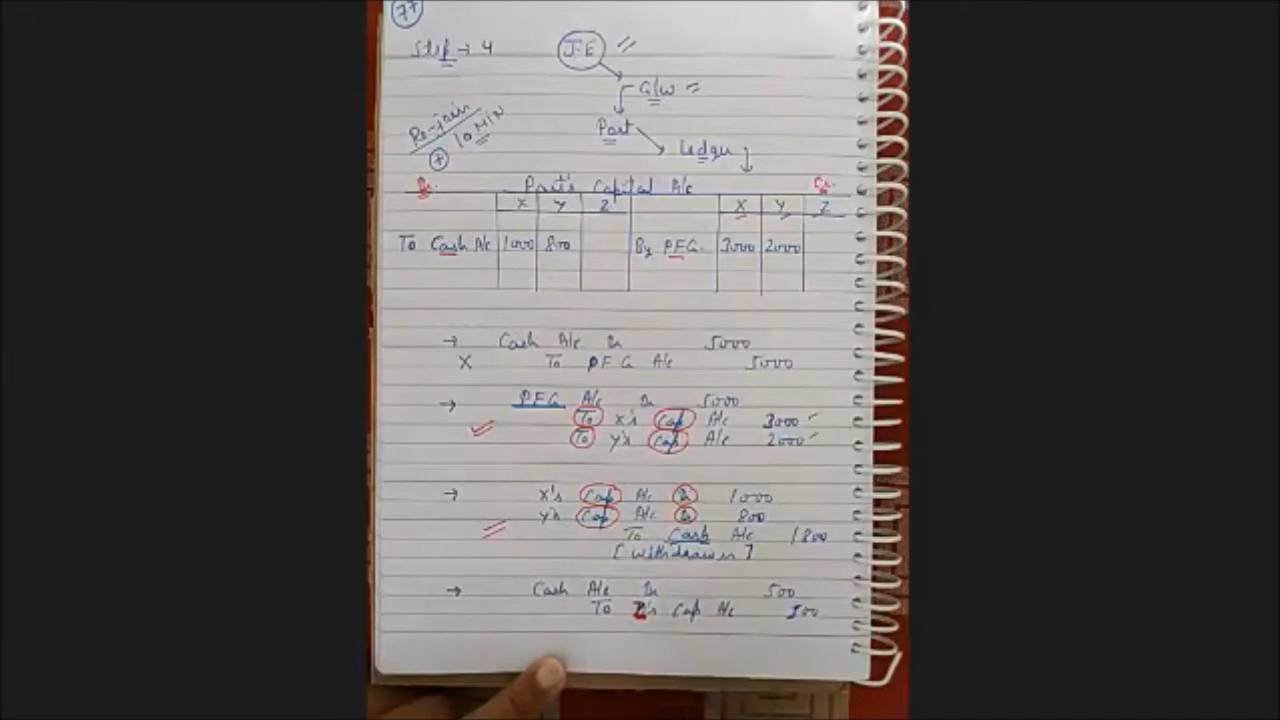 77
Step → 4
J.E
G/W
Part
Ledger
Re-join
+ 10 MIN
Dr. Part's Capital A/c Cr.
X Y Z X Y Z
To Cash A/c 1000 800 By PFG. 3000 2000
→ Cash A/c Dr 5000
X To PFG A/c 5000
→ PFG A/c Dr 5000
To X's Cap A/c 3000
To Y's Cap A/c 2000
→ X's Cap A/c Dr 1000
Y's Cap A/c Dr 800
To Cash A/c 1800
[ withdrawn ]
→ Cash A/c Dr 500
To Z's Cap A/c 500